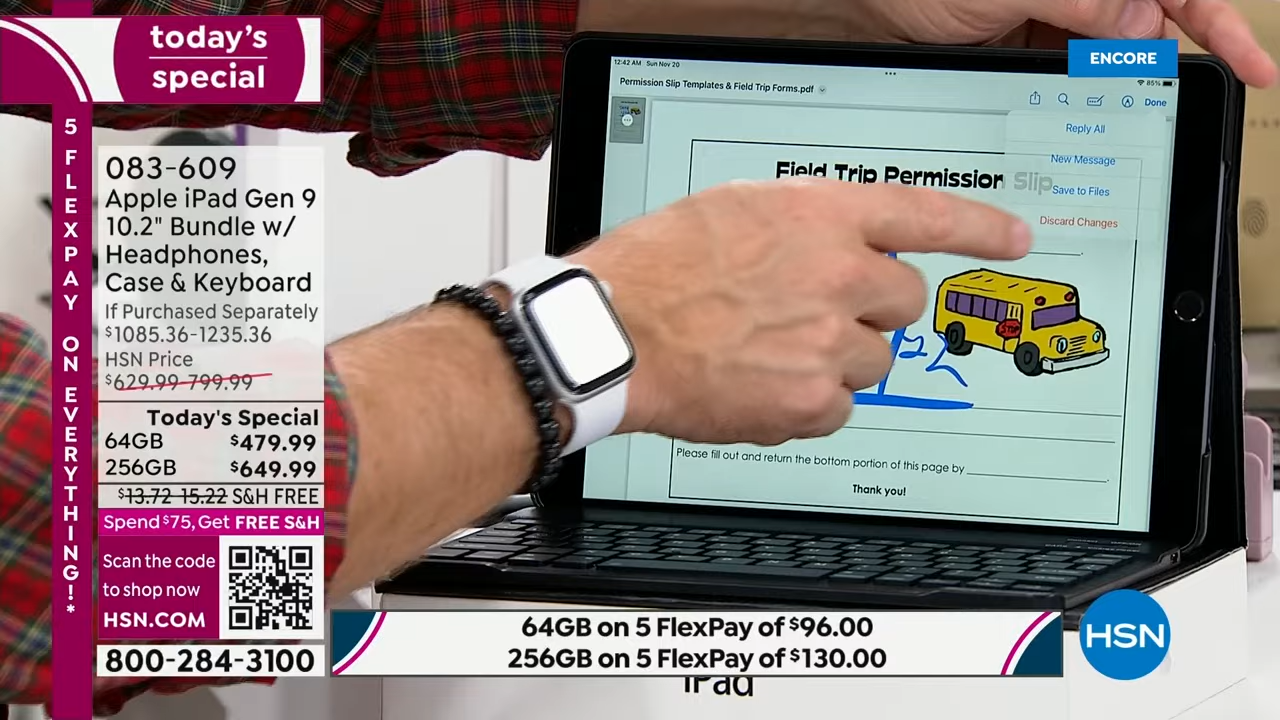 today's
special
5 FLEXPAY ON EVERYTHING!*
083-609
Apple iPad Gen 9
10.2" Bundle w/
Headphones,
Case & Keyboard
If Purchased Separately
$1085.36-1235.36
HSN Price
$629.99-799.99
Today's Special
64GB $479.99
256GB $649.99
$13.72-15.22 S&H FREE
Spend $75, Get FREE S&H
Scan the code
to shop now
HSN.COM
800-284-3100
ENCORE
12:42 AM Sun Nov 20
85%
Permission Slip Templates & Field Trip Forms.pdf
Done
Reply All
New Message
Save to Files
Discard Changes
Field Trip Permission Slip
STOP
22
Please fill out and return the bottom portion of this page by
Thank you!
64GB on 5 FlexPay of $96.00
256GB on 5 FlexPay of $130.00
HSN
iPad